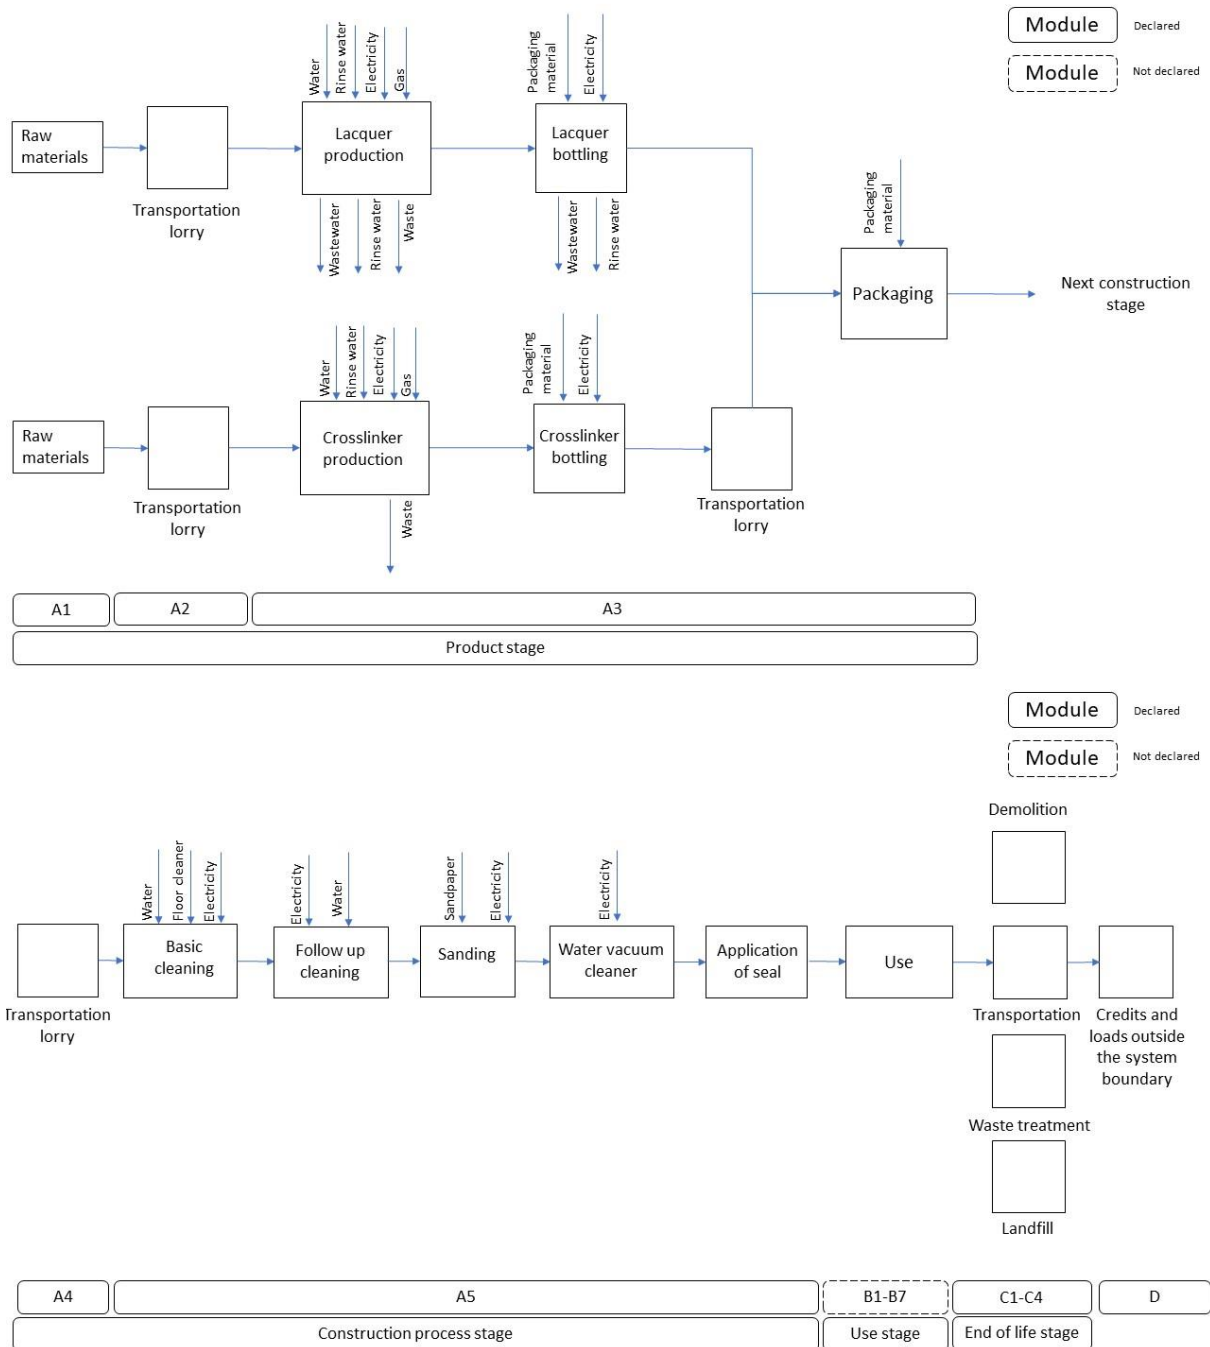 Module
Declared
Module
Not declared
Water
Rinse water
Electricity
Gas
Packaging
material
Electricity
Raw
materials
Transportation
lorry
Lacquer
production
Lacquer
bottling
Wastewater
Rinse water
Waste
Wastewater
Rinse water
Packaging
material
Packaging
Next construction
stage
Water
Rinse water
Electricity
Gas
Packaging
material
Electricity
Raw
materials
Transportation
lorry
Crosslinker
production
Crosslinker
bottling
Transportation
lorry
Waste
A1
A2
A3
Product stage
Module
Declared
Module
Not declared
Water
Floor cleaner
Electricity
Electricity
Water
Sandpaper
Electricity
Electricity
Transportation
lorry
Basic
cleaning
Follow up
cleaning
Sanding
Water vacuum
cleaner
Application
of seal
Use
Demolition
Transportation
Waste treatment
Landfill
Credits and
loads outside
the system
boundary
A4
A5
B1-B7
C1-C4
D
Construction process stage
Use stage
End of life stage